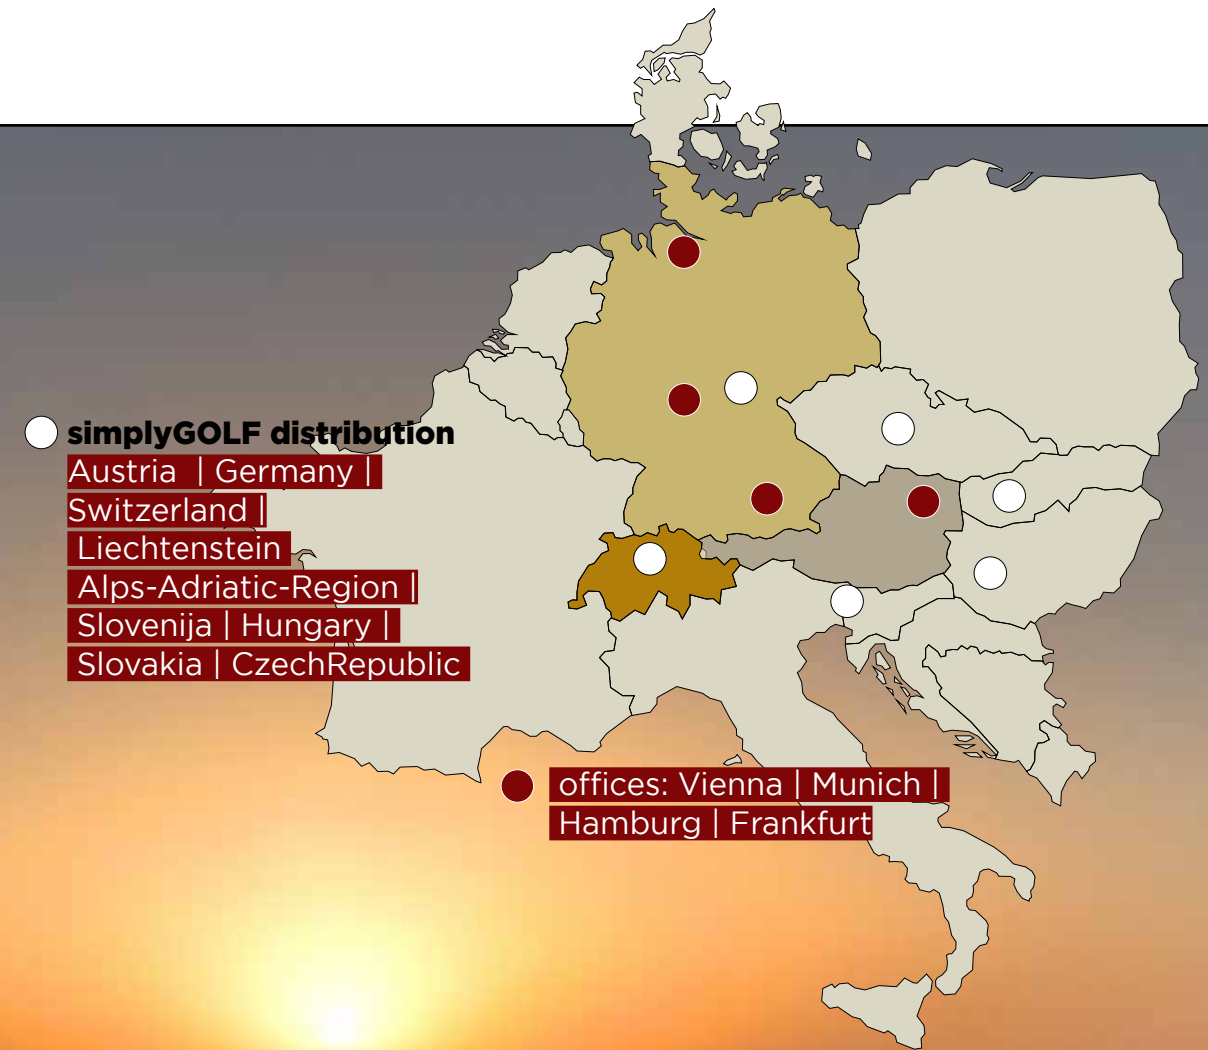 simplyGOLF distribution
Austria | Germany |
Switzerland |
Liechtenstein
Alps-Adriatic-Region |
Slovenija | Hungary |
Slovakia | CzechRepublic
offices: Vienna | Munich |
Hamburg | Frankfurt